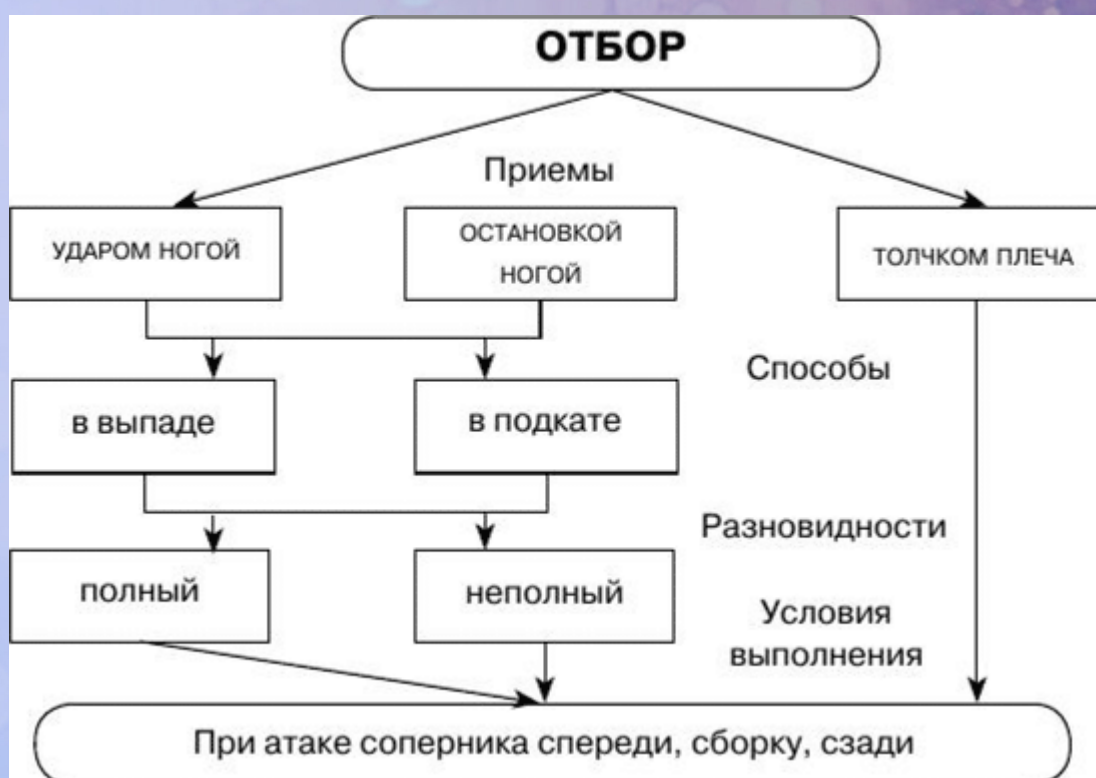 ОТБОР
Приемы
УДАРОМ НОГОЙ
ОСТАНОВКОЙ
НОГОЙ
ТОЛЧКОМ ПЛЕЧА
Способы
в выпаде
в подкате
Разновидности
полный
неполный
Условия
выполнения
При атаке соперника спереди, сборку, сзади